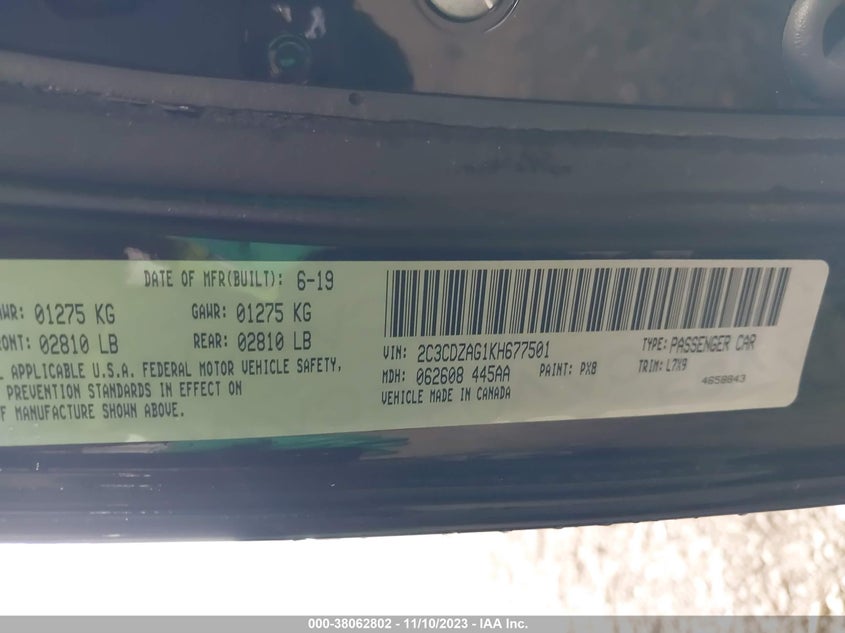 DATE OF MFR(BUILT): 6-19
GAWR: 01275 KG
02810 LB
GAWR: 01275 KG
REAR: 02810 LB
APPLICABLE U.S.A. FEDERAL MOTOR VEHICLE SAFETY,
PREVENTION STANDARDS IN EFFECT ON
MANUFACTURE SHOWN ABOVE.
VIN: 2C3CDZAG1KH677501
TYPE: PASSENGER CAR
MDH: 062608 445AA
PAINT: PX8
TRIM: L7X9
VEHICLE MADE IN CANADA
4658843
000-38062802 - 11/10/2023 - IAA Inc.